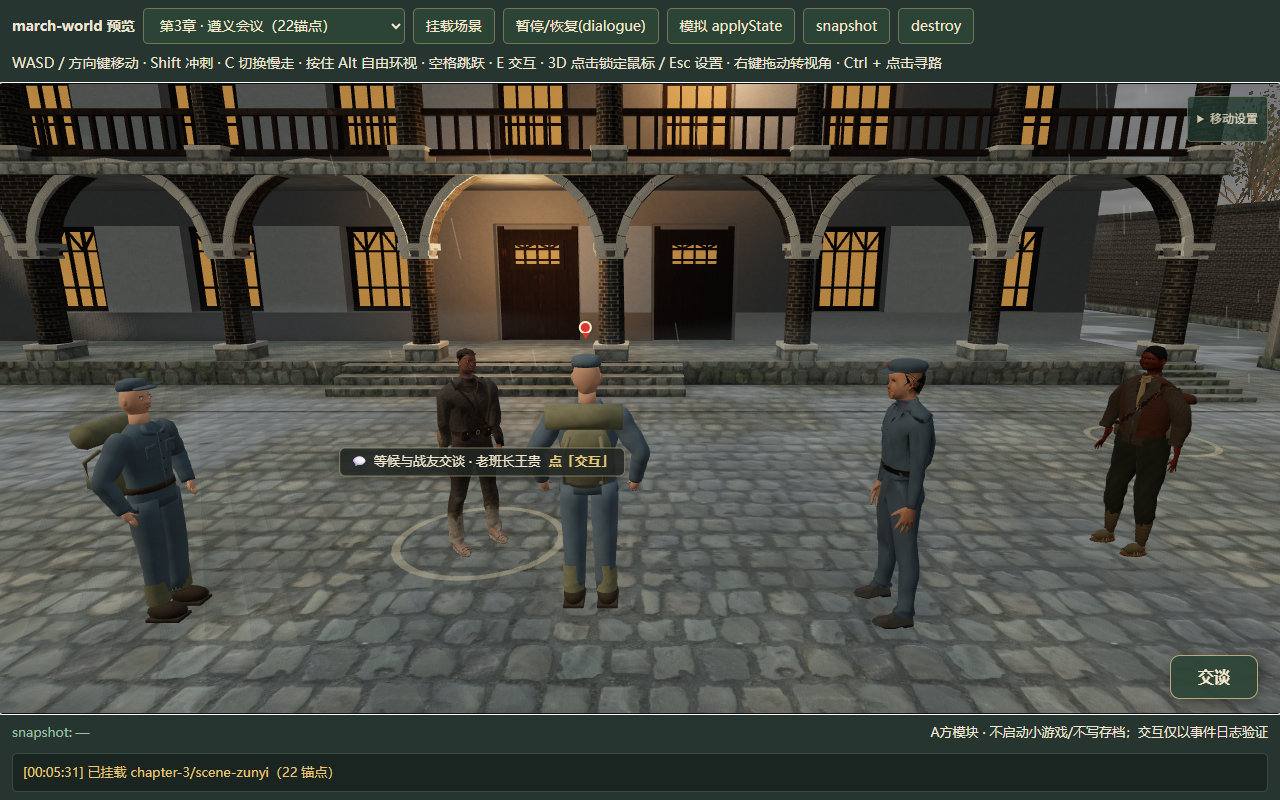 march-world 预览 第3章 · 遵义会议（22锚点） 挂载场景 暂停/恢复(dialogue) 模拟 applyState snapshot destroy
WASD / 方向键移动 · Shift 冲刺 · C 切换慢走 · 按住 Alt 自由环视 · 空格跳跃 · E 交互 · 3D 点击锁定鼠标 / Esc 设置 · 右键拖动转视角 · Ctrl + 点击寻路
▶ 移动设置
等候与战友交谈 · 老班长王贵 点「交互」
交谈
snapshot: —
A方模块 · 不启动小游戏/不写存档；交互仅以事件日志验证
[00:05:31] 已挂载 chapter-3/scene-zunyi（22 锚点）